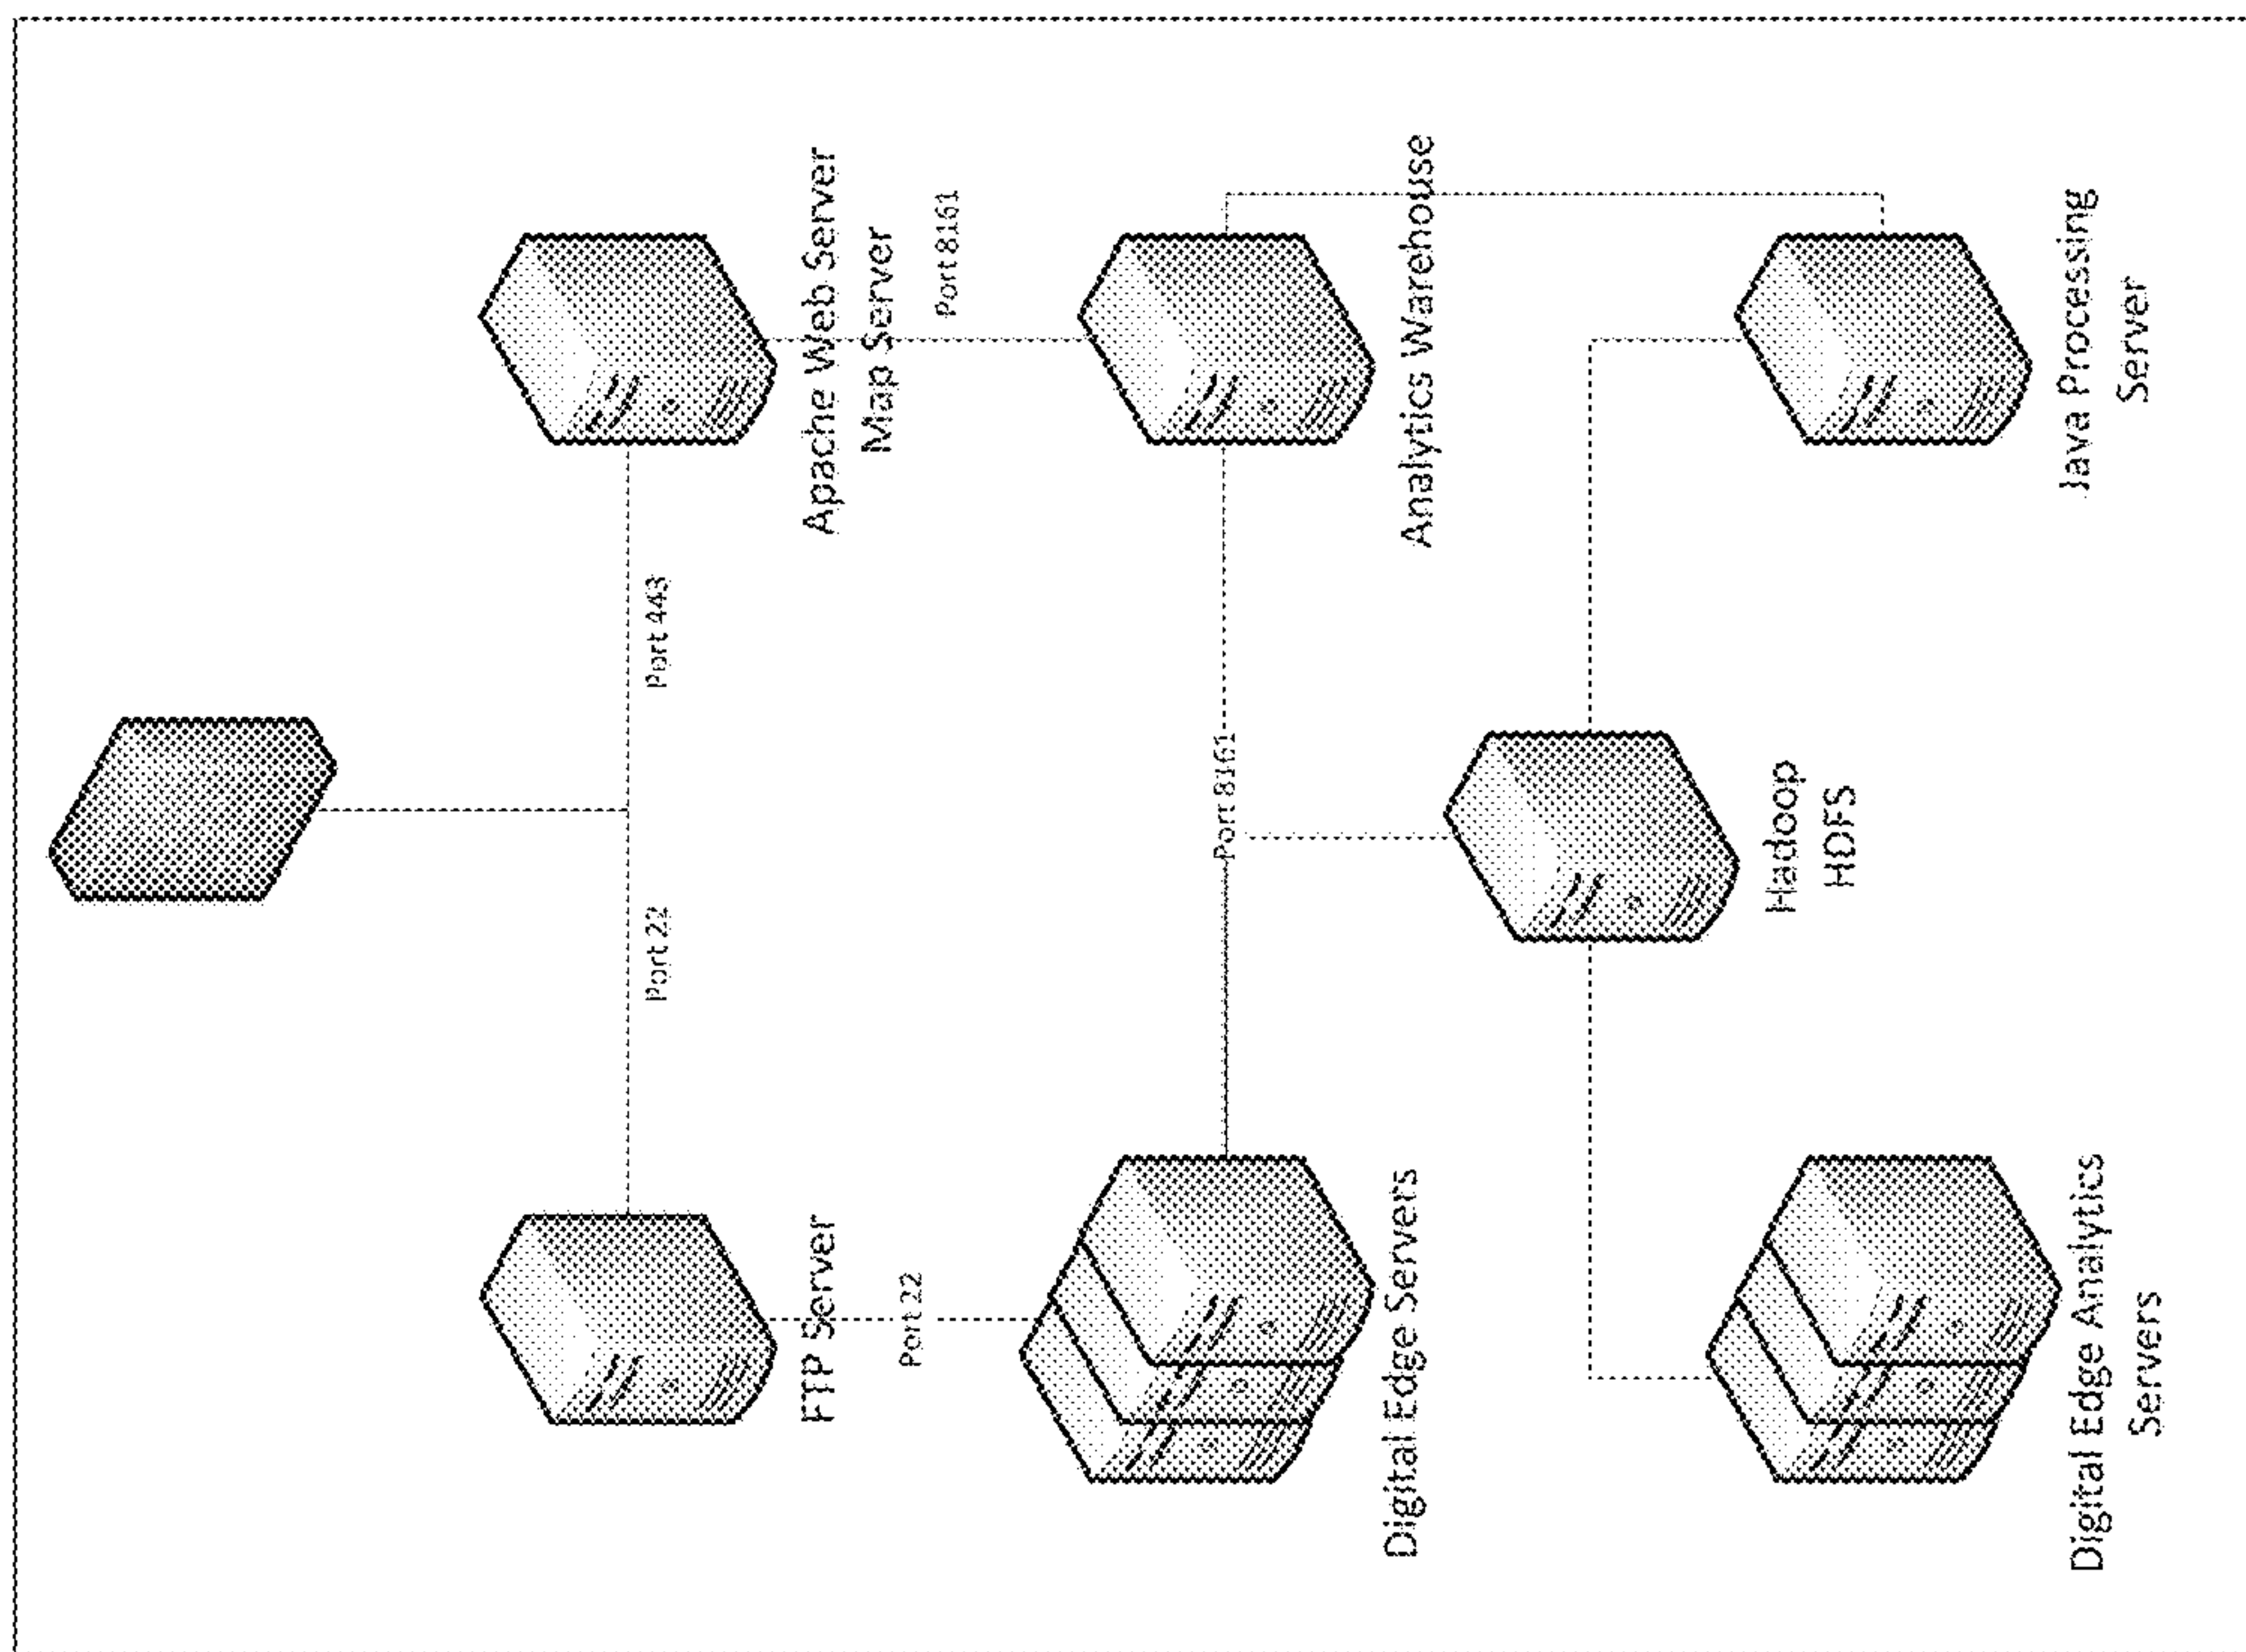 Port 22
Port 443
FTP Server
Apache Web Server
Map Server
Port 22
Port 8161
Port 8161
Digital Edge Servers
Analytics Warehouse
Hadoop
HDFS
Digital Edge Analytics
Servers
Java Processing
Server